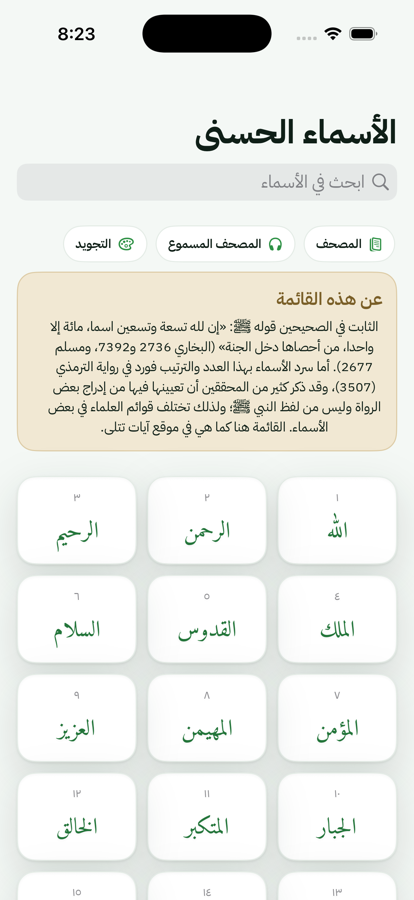 8:23
الأسماء الحسنى
ابحث في الأسماء
المصحف
المصحف المسموع
التجويد
عن هذه القائمة
الثابت في الصحيحين قوله ﷺ: «إن لله تسعة وتسعين اسما، مائة إلا
واحدا، من أحصاها دخل الجنة» (البخاري 2736 و7392، ومسلم
2677). أما سرد الأسماء بهذا العدد والترتيب فورد في رواية الترمذي
(3507)، وقد ذكر كثير من المحققين أن تعيينها فيها من إدراج بعض
الرواة وليس من لفظ النبي ﷺ؛ ولذلك تختلف قوائم العلماء في بعض
الأسماء. القائمة هنا كما هي في موقع آيات تتلى.
١
الله
٢
الرحمن
٣
الرحيم
٤
الملك
٥
القدوس
٦
السلام
٧
المؤمن
٨
المهيمن
٩
العزيز
١٠
الجبار
١١
المتكبر
١٢
الخالق
١٣
١٤
١٥